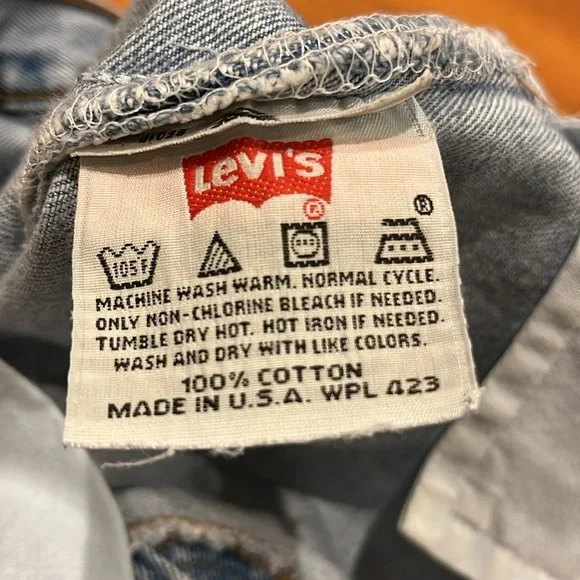 Levi's
®
®
105F
MACHINE WASH WARM. NORMAL CYCLE.
ONLY NON-CHLORINE BLEACH IF NEEDED.
TUMBLE DRY HOT. HOT IRON IF NEEDED.
WASH AND DRY WITH LIKE COLORS.
100% COTTON
MADE IN U.S.A. WPL 423